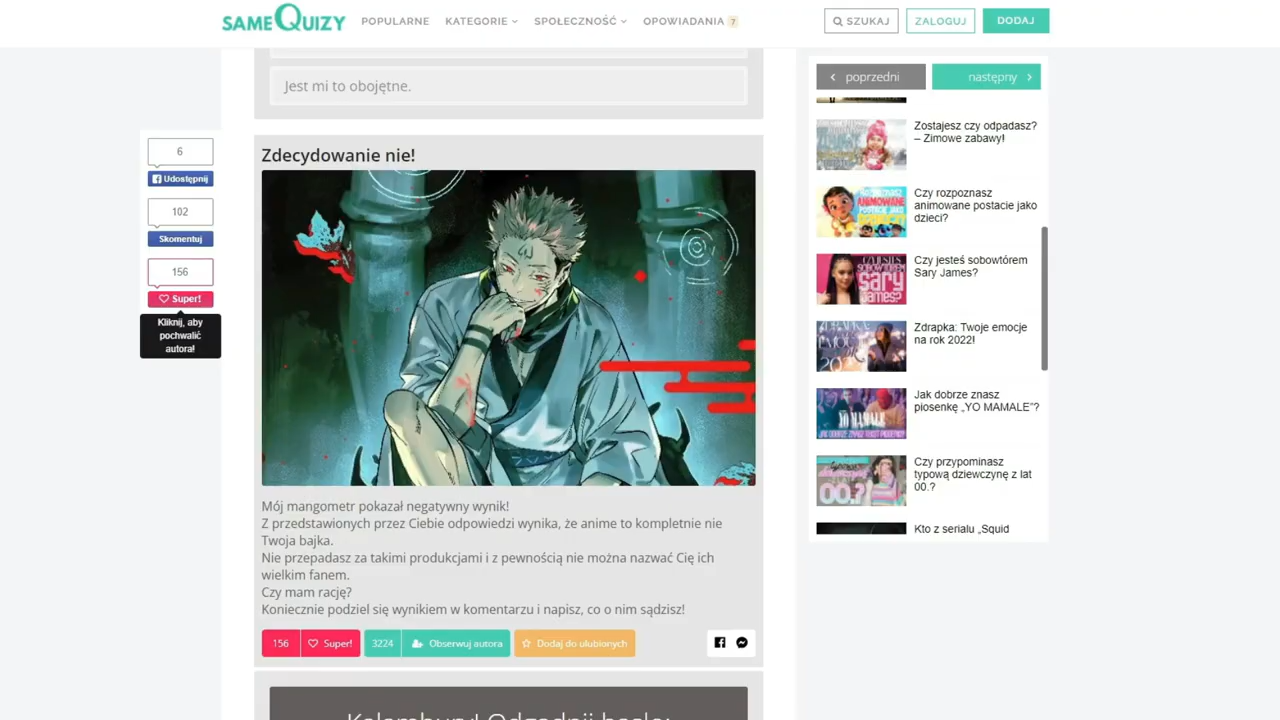 SAMEQUIZY
POPULARNE
KATEGORIE
SPOŁECZNOŚĆ
OPOWIADANIA 7
SZUKAJ
ZALOGUJ
DODAJ
Jest mi to obojętne.
6
Udostępnij
102
Skomentuj
156
Super!
Kliknij, aby
pochwalić
autora!
Zdecydowanie nie!
Mój mangometr pokazał negatywny wynik!
Z przedstawionych przez Ciebie odpowiedzi wynika, że anime to kompletnie nie
Twoja bajka.
Nie przepadasz za takimi produkcjami i z pewnością nie można nazwać Cię ich
wielkim fanem.
Czy mam rację?
Koniecznie podziel się wynikiem w komentarzu i napisz, co o nim sądzisz!
156 Super!
3224 Obserwuj autora
Dodaj do ulubionych
poprzedni
następny
Zostajesz czy odpadasz?
– Zimowe zabawy!
Czy rozpoznasz
animowane postacie jako
dzieci?
Czy jesteś sobowtórem
Sary James?
Zdrapka: Twoje emocje
na rok 2022!
Jak dobrze znasz
piosenkę „YO MAMALE”?
Czy przypominasz
typową dziewczynę z lat
00.?
Kto z serialu „Squid